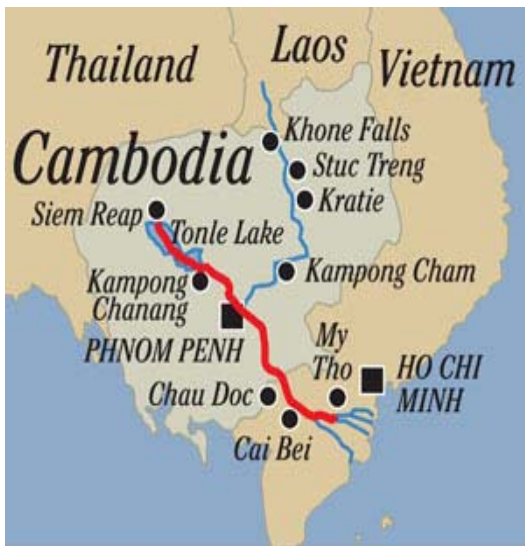 Laos
Thailand
Vietnam
Khone Falls
Cambodia
Stuc Treng
Kratie
Siem Reap
Tonle Lake
Kampong
Chanang
Kampong Cham
PHNOM PENH
My
Tho
HO CHI
MINH
Chau Doc
Cai Bei